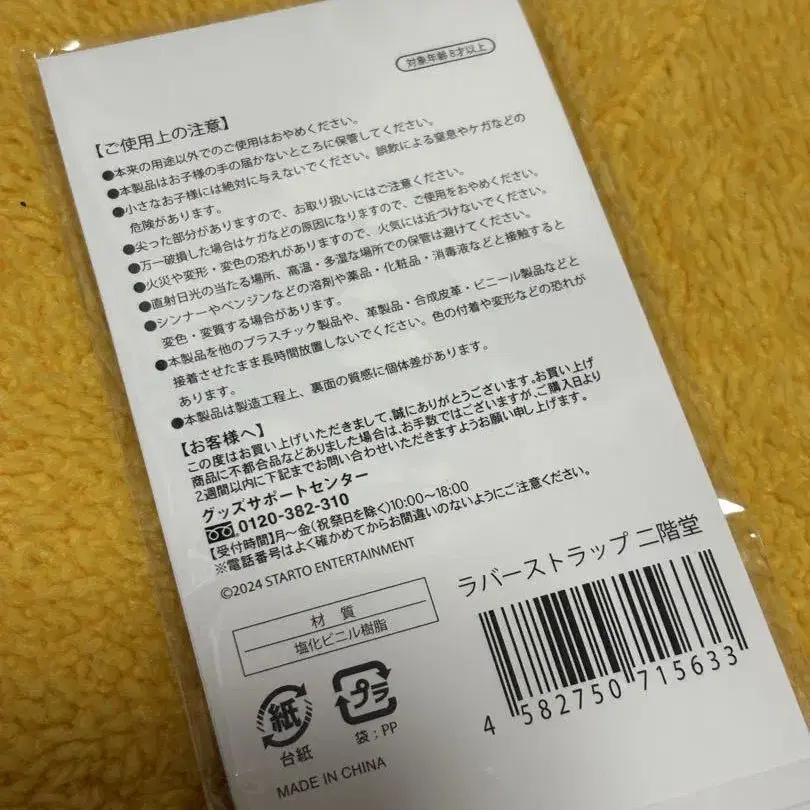 対象年齢8才以上
【ご使用上の注意】
●本来の用途以外でのご使用はおやめください。
●本製品はお子様の手の届かないところに保管してください。
●小さなお子様には絶対に与えないでください。誤飲による窒息やケガなどの
危険があります。
●尖った部分がありますので、お取り扱いにはご注意ください。
●万一破損した場合はケガなどの原因になりますので、ご使用をおやめください。
●火災や変形・変色の恐れがありますので、火気には近づけないでください。
●直射日光の当たる場所、高温・多湿な場所での保管は避けてください。
●シンナーやベンジンなどの溶剤や薬品・化粧品・消毒液などと接触すると
変色・変質する場合があります。
●本製品を他のプラスチック製品や、革製品・合成皮革・ビニール製品などと
接着させたまま長時間放置しないでください。色の付着や変形などの恐れが
あります。
●本製品は製造工程上、裏面の質感に個体差があります。
【お客様へ】
この度はお買い上げいただきまして、誠にありがとうございます。お買い上げ
商品に不都合品などありました場合は、お手数ではございますが、ご購入日より
2週間以内に下記までお問い合わせいただきますようお願い申し上げます。
グッズサポートセンター
0120-382-310
【受付時間】月〜金(祝祭日を除く)10:00〜18:00
※電話番号はよく確かめてからお間違いのないようにご注意ください。
©2024 STARTO ENTERTAINMENT
ラバーストラップ 二階堂
材 質
塩化ビニル樹脂
4 582750 715633
紙
台紙
プラ
袋:PP
MADE IN CHINA